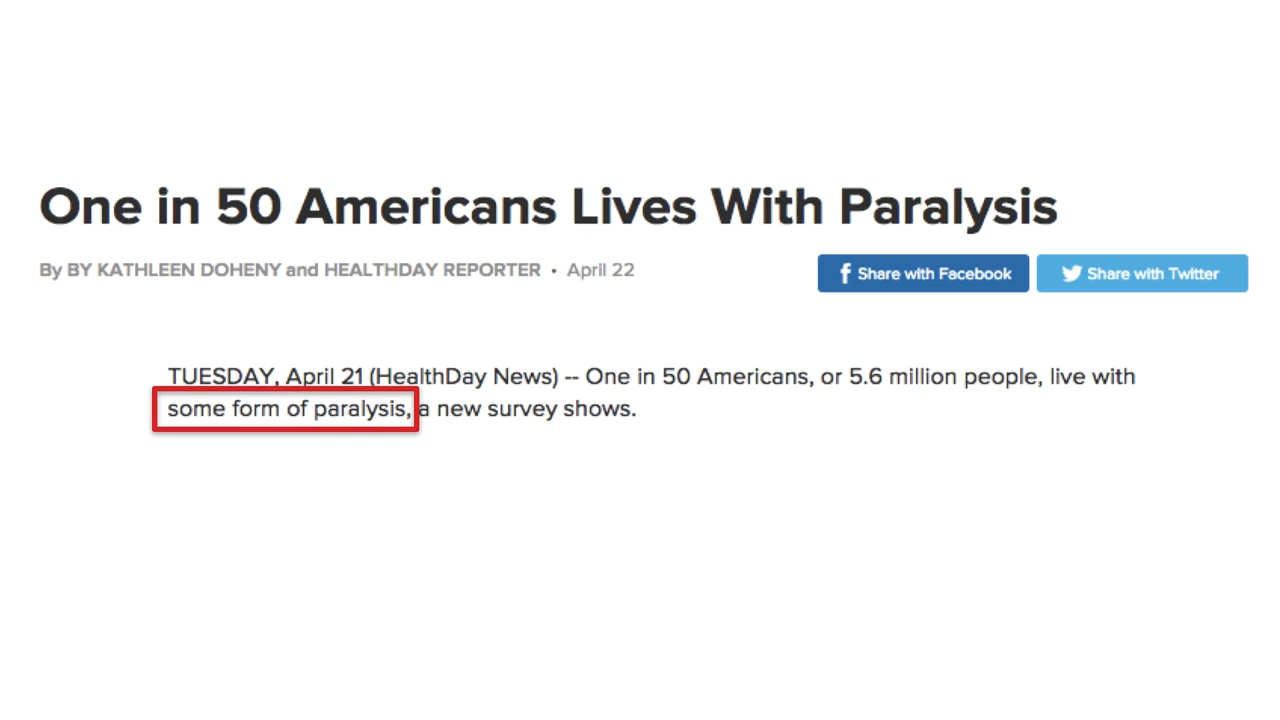 One in 50 Americans Lives With Paralysis
By BY KATHLEEN DOHENY and HEALTHDAY REPORTER • April 22
Share with Facebook
Share with Twitter
TUESDAY, April 21 (HealthDay News) -- One in 50 Americans, or 5.6 million people, live with
some form of paralysis, a new survey shows.